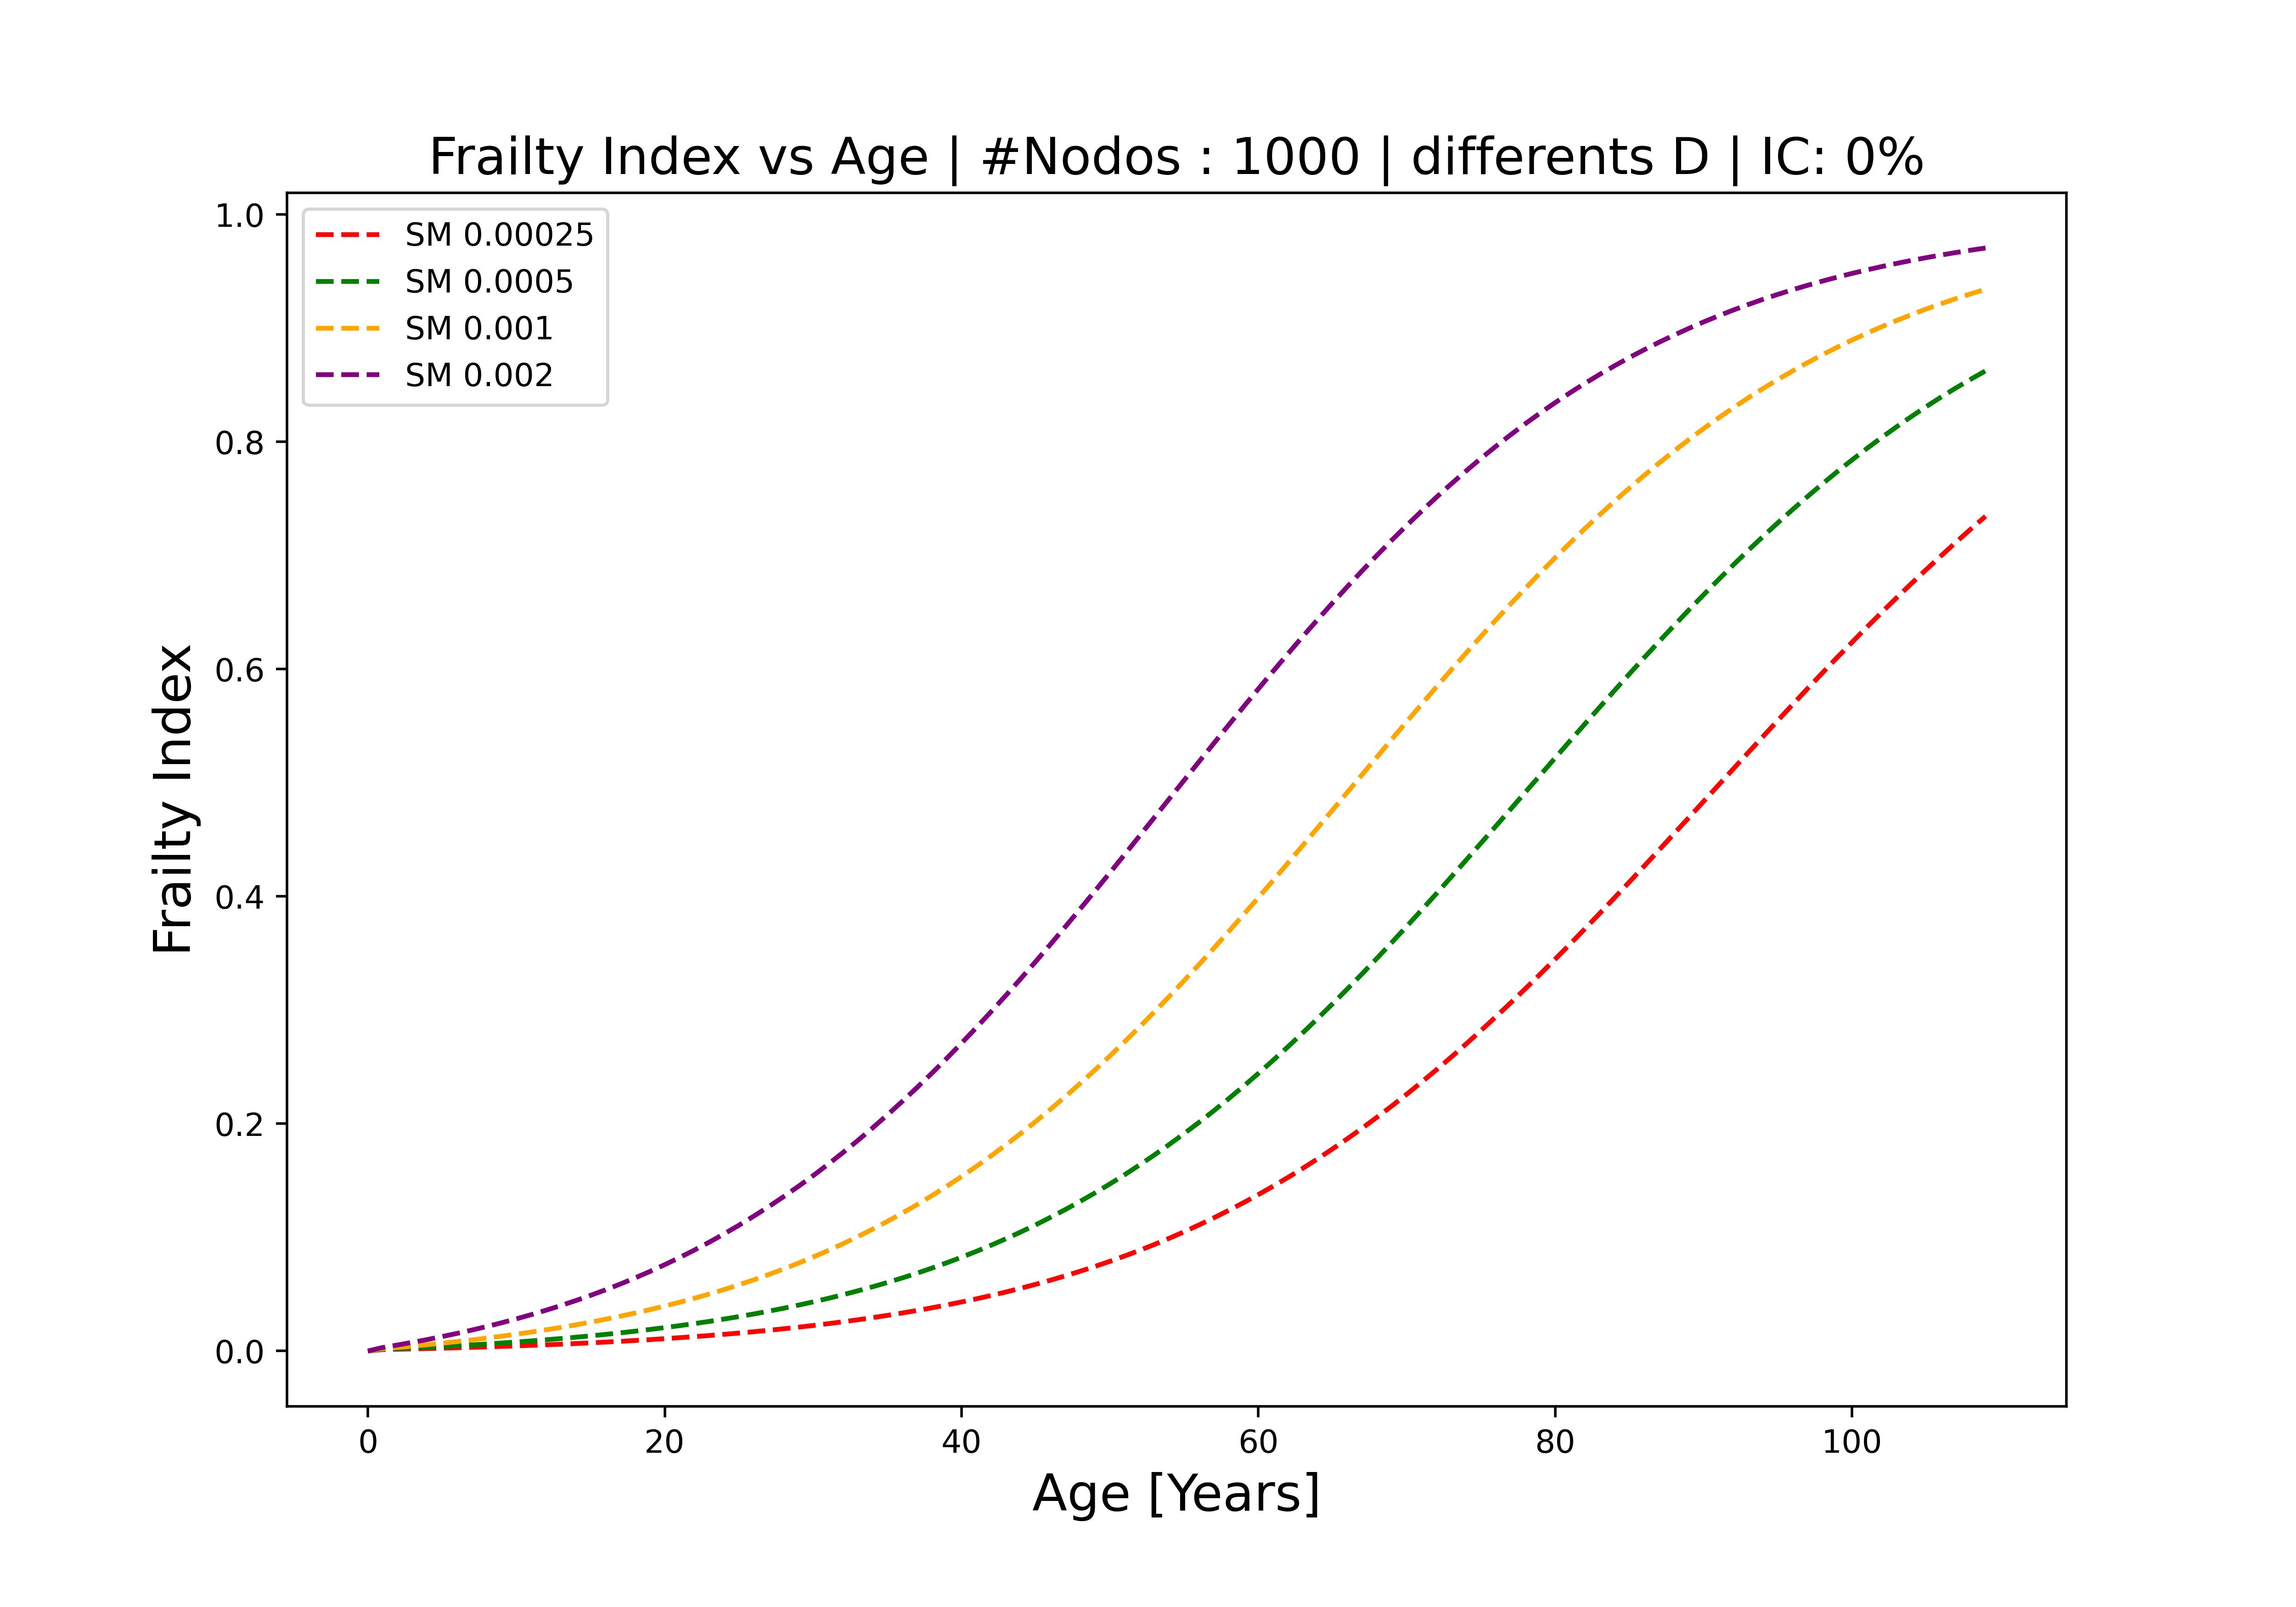 Frailty Index vs Age | #Nodos : 1000 | differents D | IC: 0%
SM 0.00025
SM 0.0005
SM 0.001
SM 0.002
1.0
0.8
0.6
0.4
0.2
0.0
Frailty Index
0 20 40 60 80 100
Age [Years]